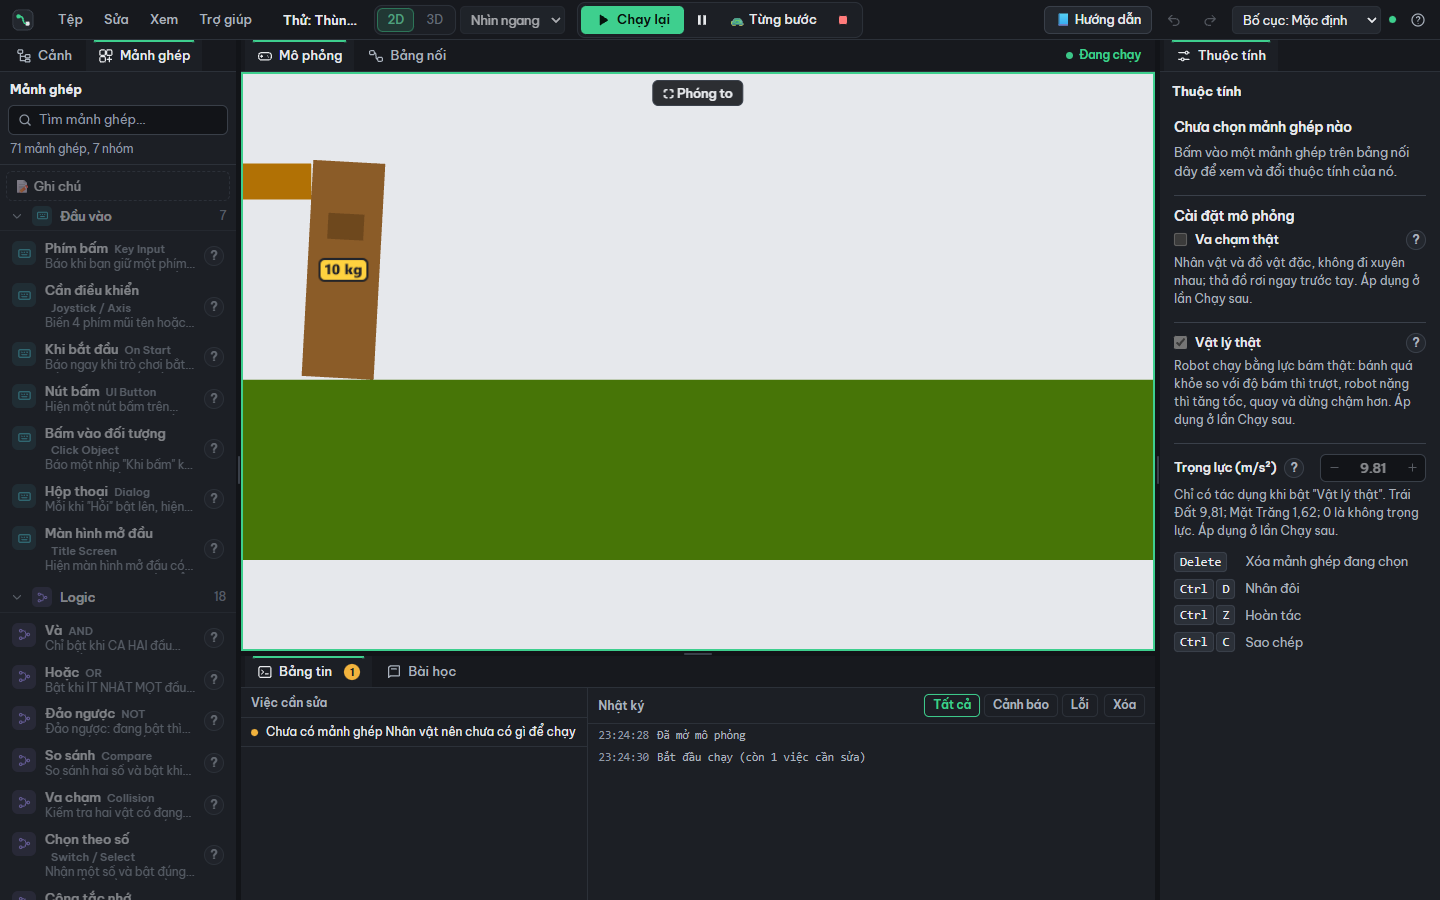 Tệp Sửa Xem Trợ giúp Thử: Thùn... 2D 3D Nhìn ngang Chạy lại Từng bước Hướng dẫn Bố cục: Mặc định
Cảnh Mảnh ghép
Mảnh ghép
Tìm mảnh ghép...
71 mảnh ghép, 7 nhóm
Ghi chú
Đầu vào 7
Phím bấm Key Input
Báo khi bạn giữ một phím...
Cần điều khiển
Joystick / Axis
Biến 4 phím mũi tên hoặc...
Khi bắt đầu On Start
Báo ngay khi trò chơi bắt...
Nút bấm UI Button
Hiện một nút bấm trên...
Bấm vào đối tượng
Click Object
Báo một nhịp "Khi bấm" k...
Hộp thoại Dialog
Mỗi khi "Hỏi" bật lên, hiện...
Màn hình mở đầu
Title Screen
Hiện màn hình mở đầu có...
Logic 18
Và AND
Chỉ bật khi CẢ HAI đầu...
Hoặc OR
Bật khi ÍT NHẤT MỘT đầu...
Đảo ngược NOT
Đảo ngược: đang bật thì...
So sánh Compare
So sánh hai số và bật khi...
Va chạm Collision
Kiểm tra hai vật có đang...
Chọn theo số
Switch / Select
Nhận một số và bật đúng...
Công tắc nhớ
Mô phỏng Bảng nối Đang chạy
Phóng to
10 kg
Bảng tin 1 Bài học
Việc cần sửa
Chưa có mảnh ghép Nhân vật nên chưa có gì để chạy
Nhật ký Tất cả Cảnh báo Lỗi Xóa
23:24:28 Đã mở mô phỏng
23:24:30 Bắt đầu chạy (còn 1 việc cần sửa)
Thuộc tính
Thuộc tính
Chưa chọn mảnh ghép nào
Bấm vào một mảnh ghép trên bảng nối
dây để xem và đổi thuộc tính của nó.
Cài đặt mô phỏng
Va chạm thật ?
Nhân vật và đồ vật đặc, không đi xuyên
nhau; thả đồ rơi ngay trước tay. Áp dụng ở
lần Chạy sau.
Vật lý thật ?
Robot chạy bằng lực bám thật: bánh quá
khỏe so với độ bám thì trượt, robot nặng
thì tăng tốc, quay và dừng chậm hơn. Áp
dụng ở lần Chạy sau.
Trọng lực (m/s²) ? − 9.81 +
Chỉ có tác dụng khi bật "Vật lý thật". Trái
Đất 9,81; Mặt Trăng 1,62; 0 là không trọng
lực. Áp dụng ở lần Chạy sau.
Delete Xóa mảnh ghép đang chọn
Ctrl D Nhân đôi
Ctrl Z Hoàn tác
Ctrl C Sao chép